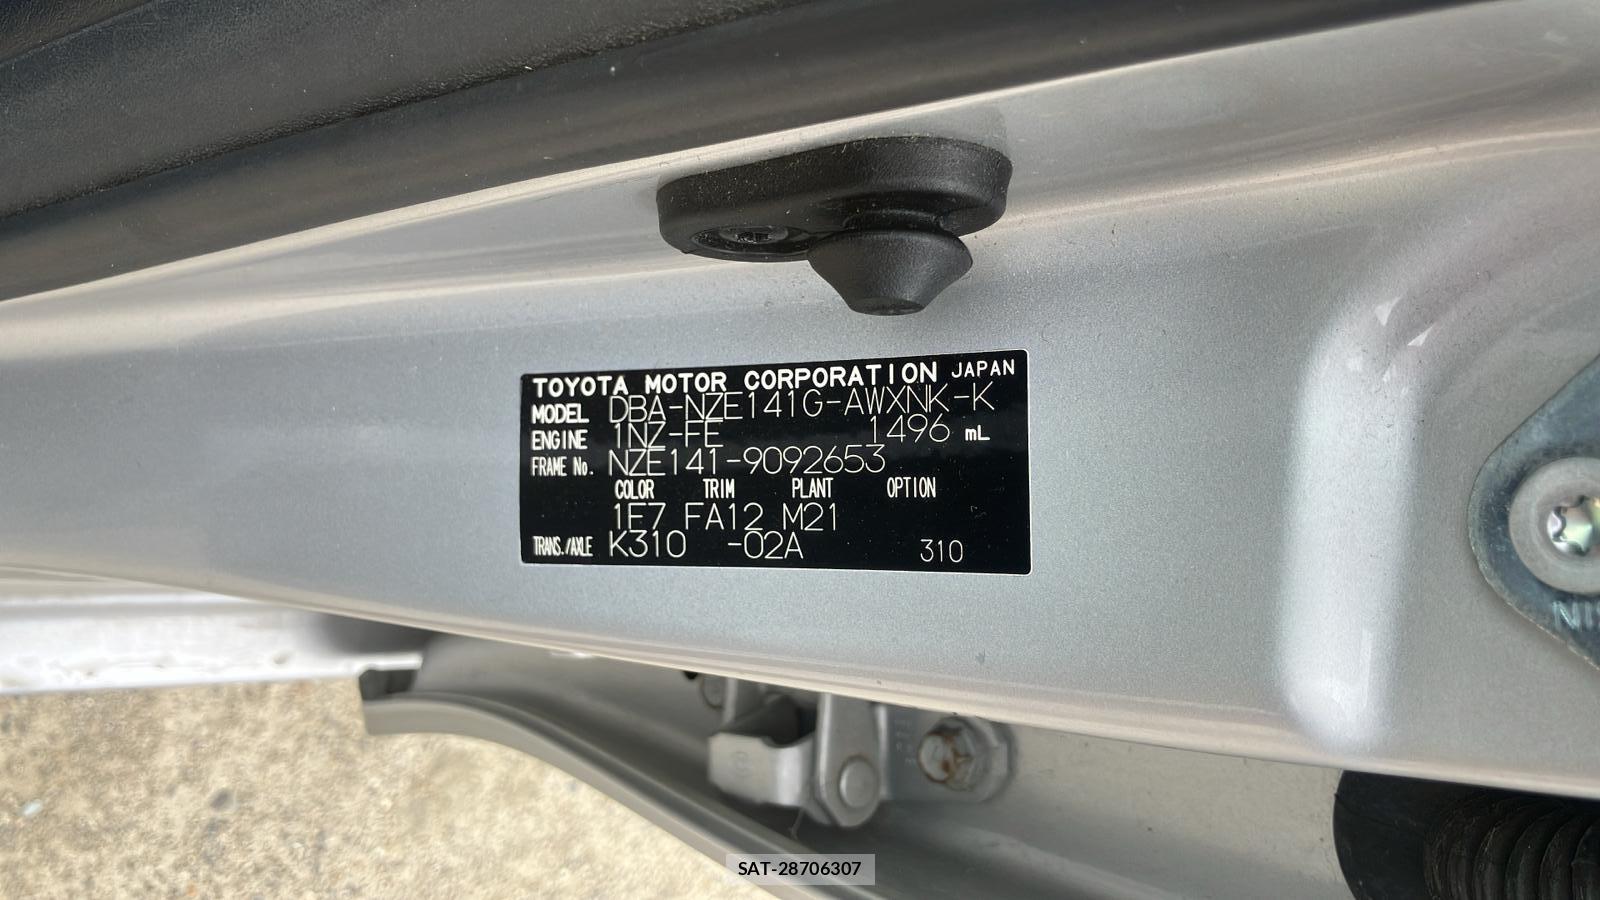 TOYOTA MOTOR CORPORATION JAPAN
MODEL DBA-NZE141G-AWXNK-K
ENGINE 1NZ-FE 1496 mL
FRAME No. NZE141-9092653
COLOR TRIM PLANT OPTION
1F7 FA12 M21
TRANS./AXLE K310 -02A 310
SAT-28706307